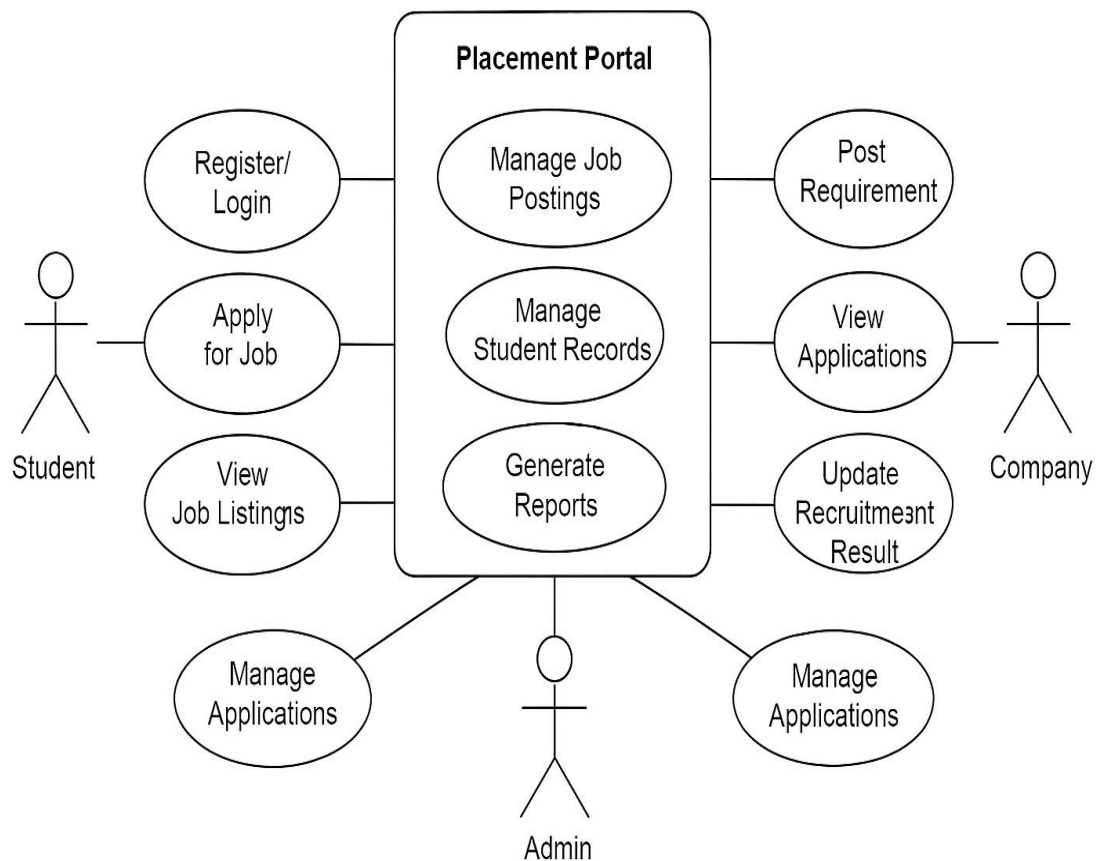 Placement Portal
Register/
Login
Manage Job
Postings
Post
Requirement
Apply
for Job
Manage
Student Records
View
Applications
Student
Company
View
Job Listings
Generate
Reports
Update
Recruitmeant
Result
Manage
Applications
Manage
Applications
Admin